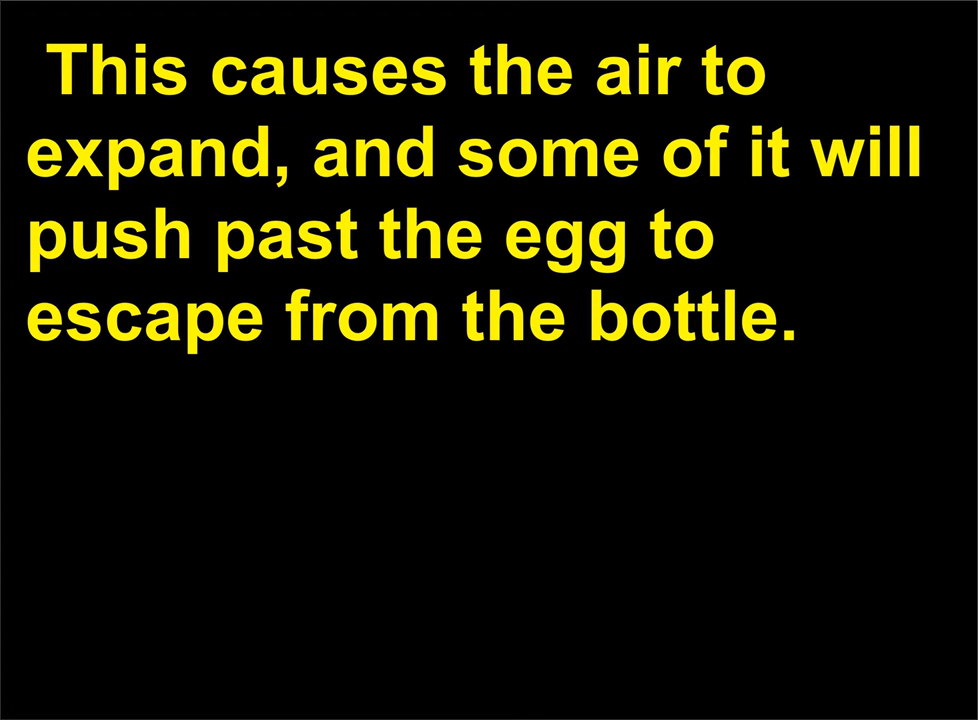 This causes the air to
expand, and some of it will
push past the egg to
escape from the bottle.